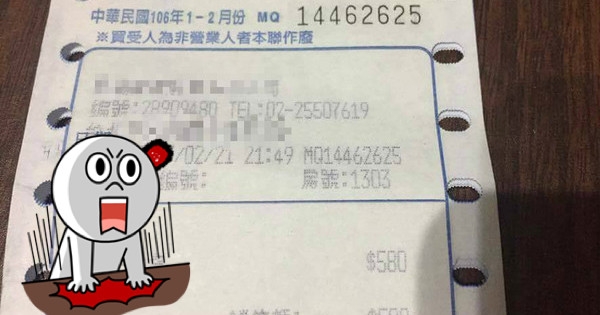 中華民國106年1-2月份 MQ 14462625
※買受人為非營業人者本聯作廢
編號:28909480 TEL:02-25507619
/02/21 21:49 MQ14462625
編號: 房號:1303
$580